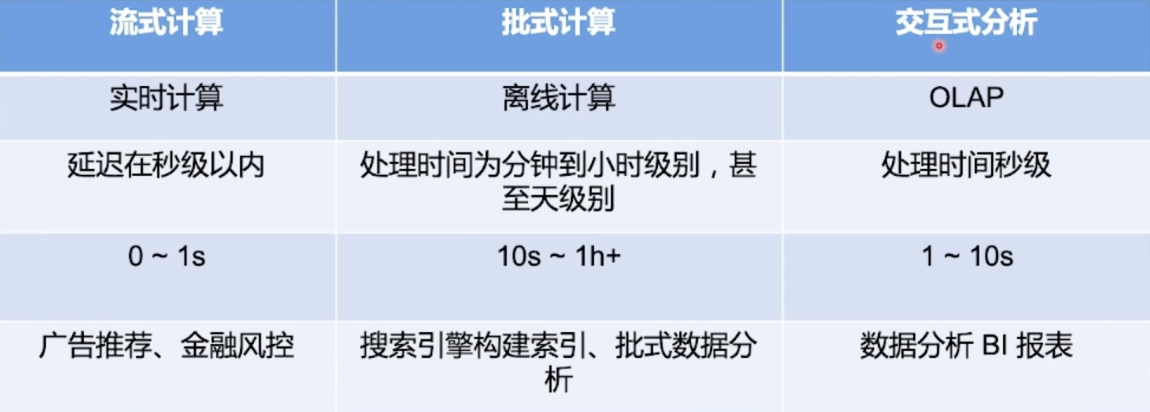 流式计算
批式计算
交互式分析
实时计算
离线计算
OLAP
延迟在秒级以内
处理时间为分钟到小时级别，甚
至天级别
处理时间秒级
0 ~ 1s
10s ~ 1h+
1 ~ 10s
广告推荐、金融风控
搜索引擎构建索引、批式数据分
析
数据分析 BI 报表